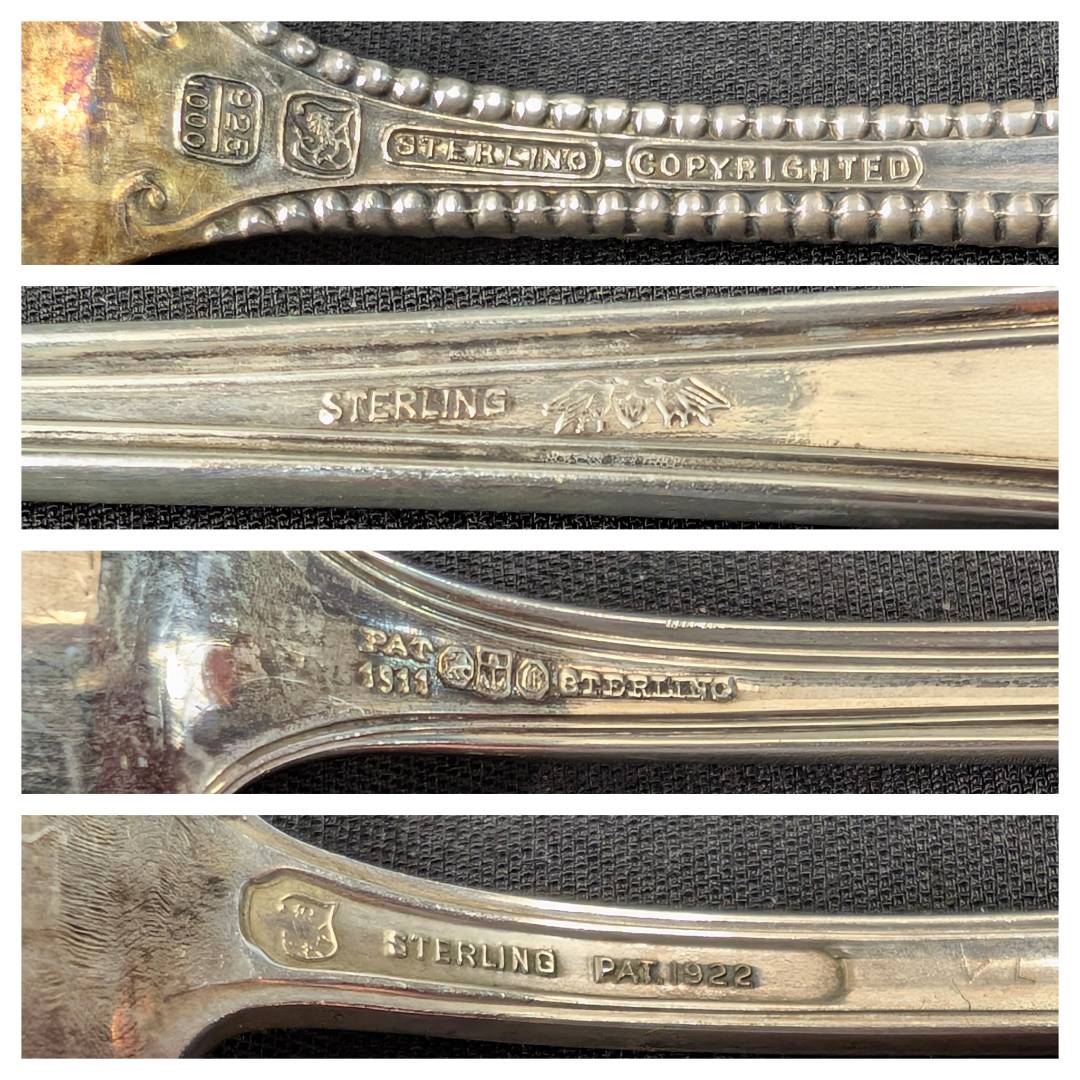 925
1000
STERLING
COPYRIGHTED
STERLING
PAT
1911
STERLING
STERLING
PAT. 1922